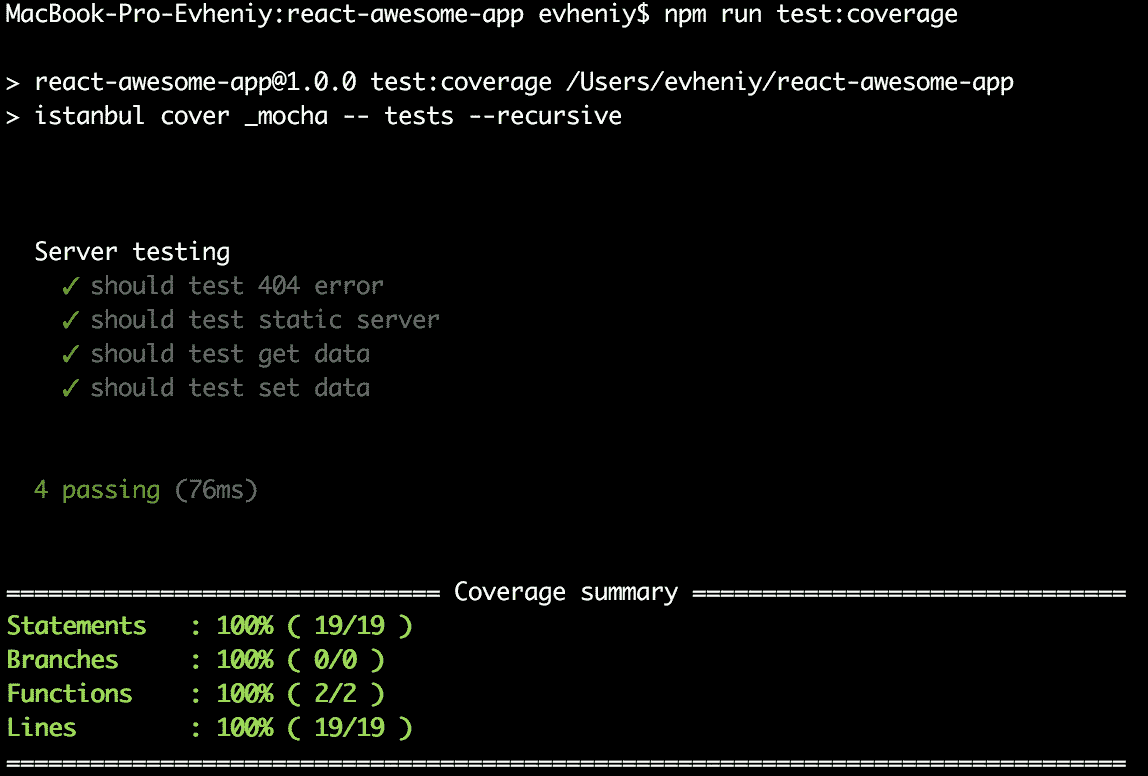 MacBook-Pro-Evheniy:react-awesome-app evheniy$ npm run test:coverage
> react-awesome-app@1.0.0 test:coverage /Users/evheniy/react-awesome-app
> istanbul cover _mocha -- tests --recursive
Server testing
✓ should test 404 error
✓ should test static server
✓ should test get data
✓ should test set data
4 passing (76ms)
=============================== Coverage summary ===============================
Statements   : 100% ( 19/19 )
Branches     : 100% ( 0/0 )
Functions    : 100% ( 2/2 )
Lines        : 100% ( 19/19 )
================================================================================